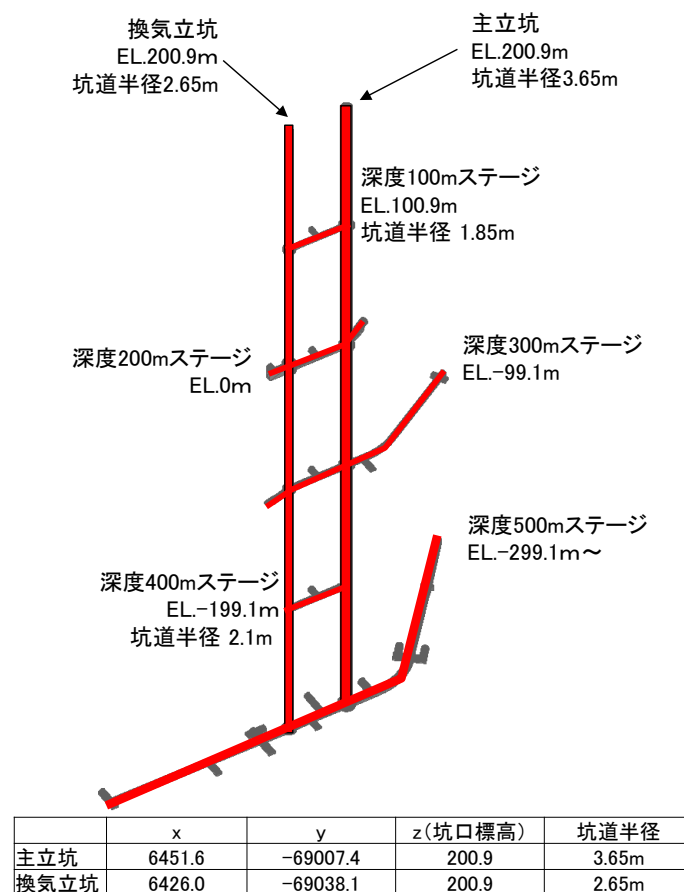 換気立坑
EL.200.9m
坑道半径2.65m
主立坑
EL.200.9m
坑道半径3.65m
深度100mステージ
EL.100.9m
坑道半径 1.85m
深度200mステージ
EL.0m
深度300mステージ
EL.-99.1m
深度400mステージ
EL.-199.1m
坑道半径 2.1m
深度500mステージ
EL.-299.1m～
x y z(坑口標高) 坑道半径
主立坑 6451.6 -69007.4 200.9 3.65m
換気立坑 6426.0 -69038.1 200.9 2.65m